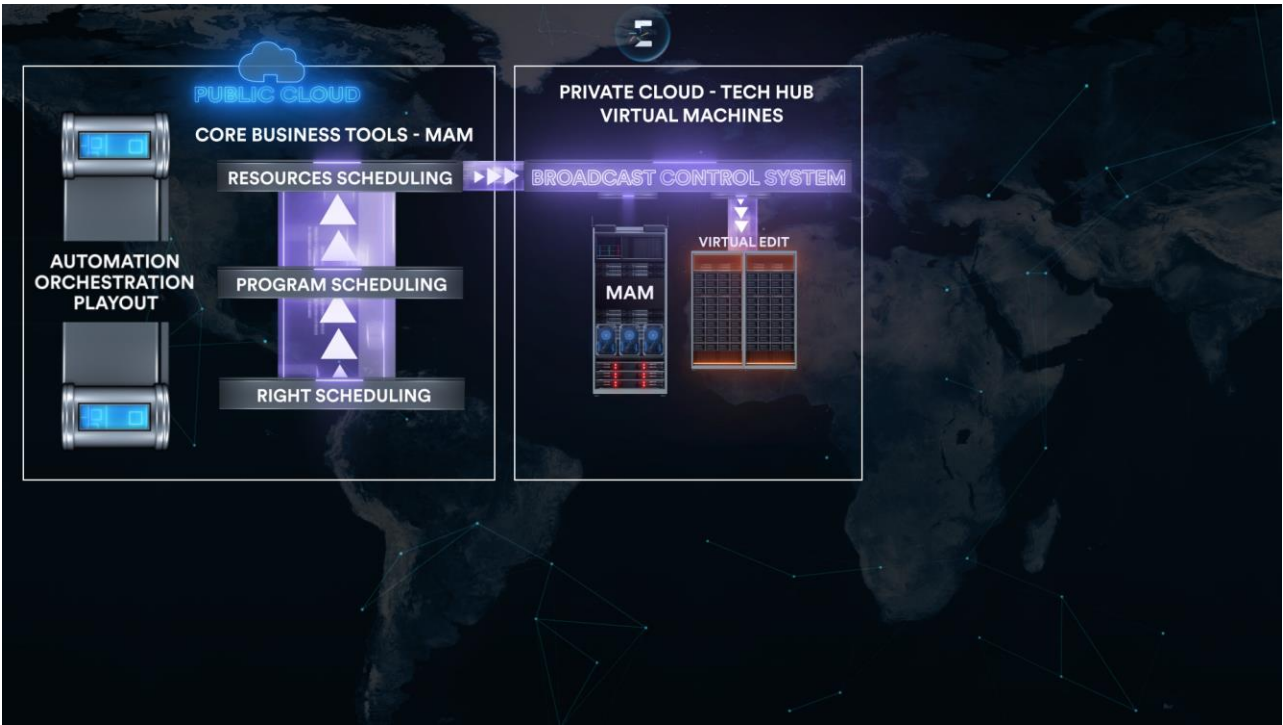 PUBLIC CLOUD
CORE BUSINESS TOOLS - MAM
RESOURCES SCHEDULING
PROGRAM SCHEDULING
RIGHT SCHEDULING
AUTOMATION
ORCHESTRATION
PLAYOUT
PRIVATE CLOUD - TECH HUB
VIRTUAL MACHINES
BROADCAST CONTROL SYSTEM
MAM
VIRTUAL EDIT